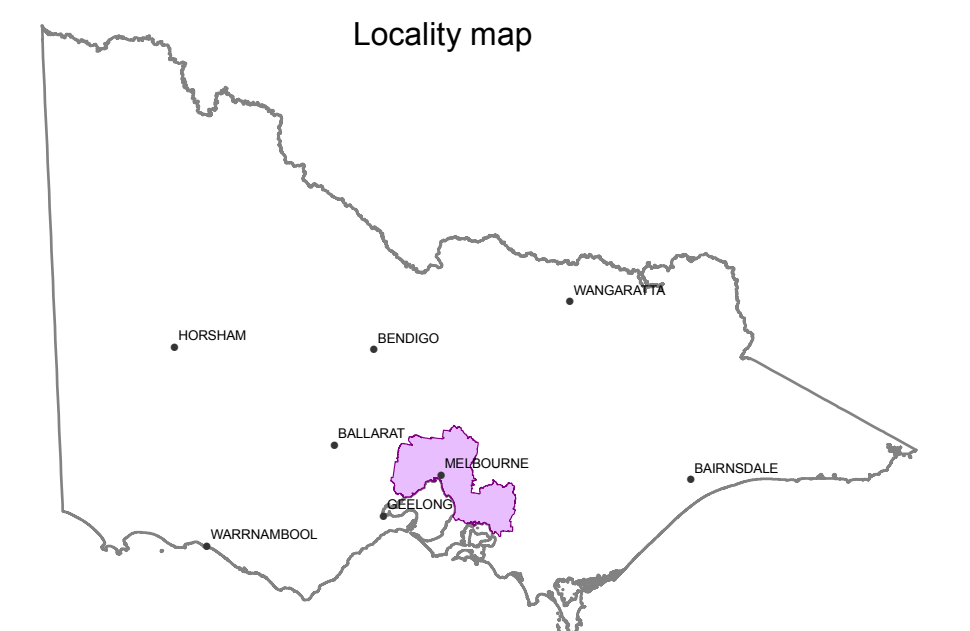 Locality map
WANGARATTA
HORSHAM
BENDIGO
BALLARAT
MELBOURNE
BAIRNSDALE
GEELONG
WARRNAMBOOL